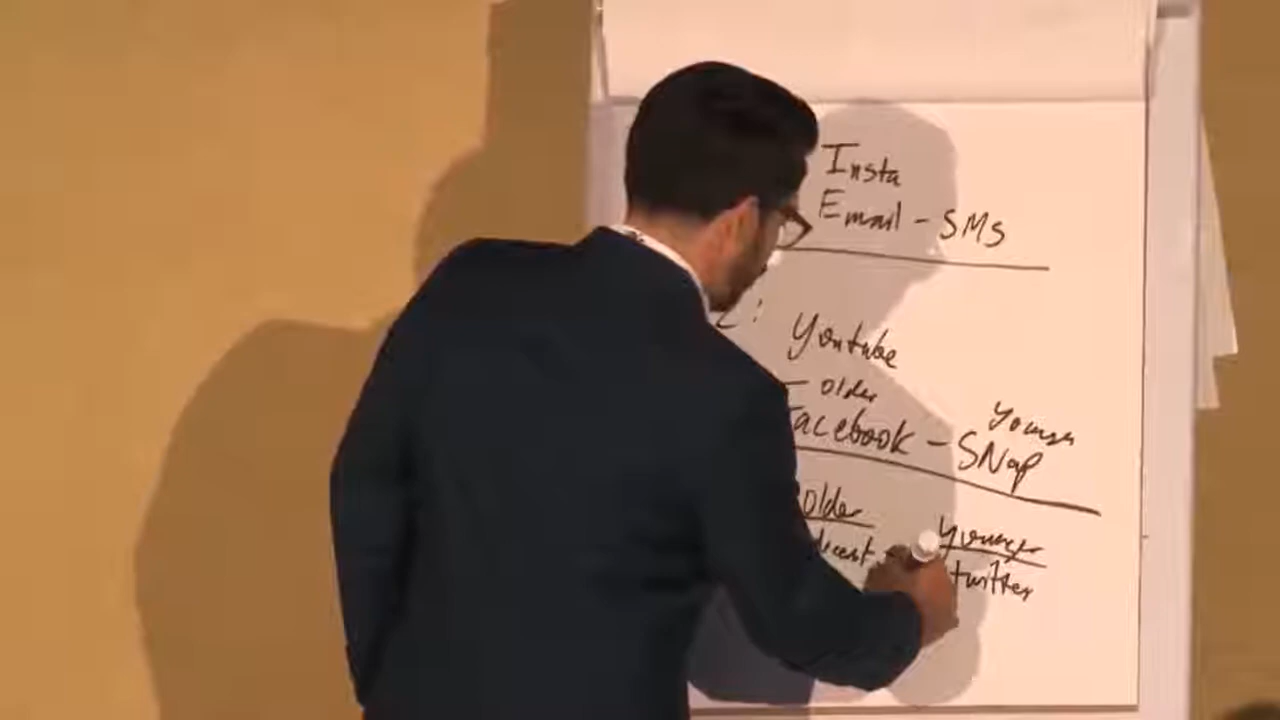 Insta
Email - SMS
Youtube
- older
younger
Facebook - SNap
older
younger
twitter